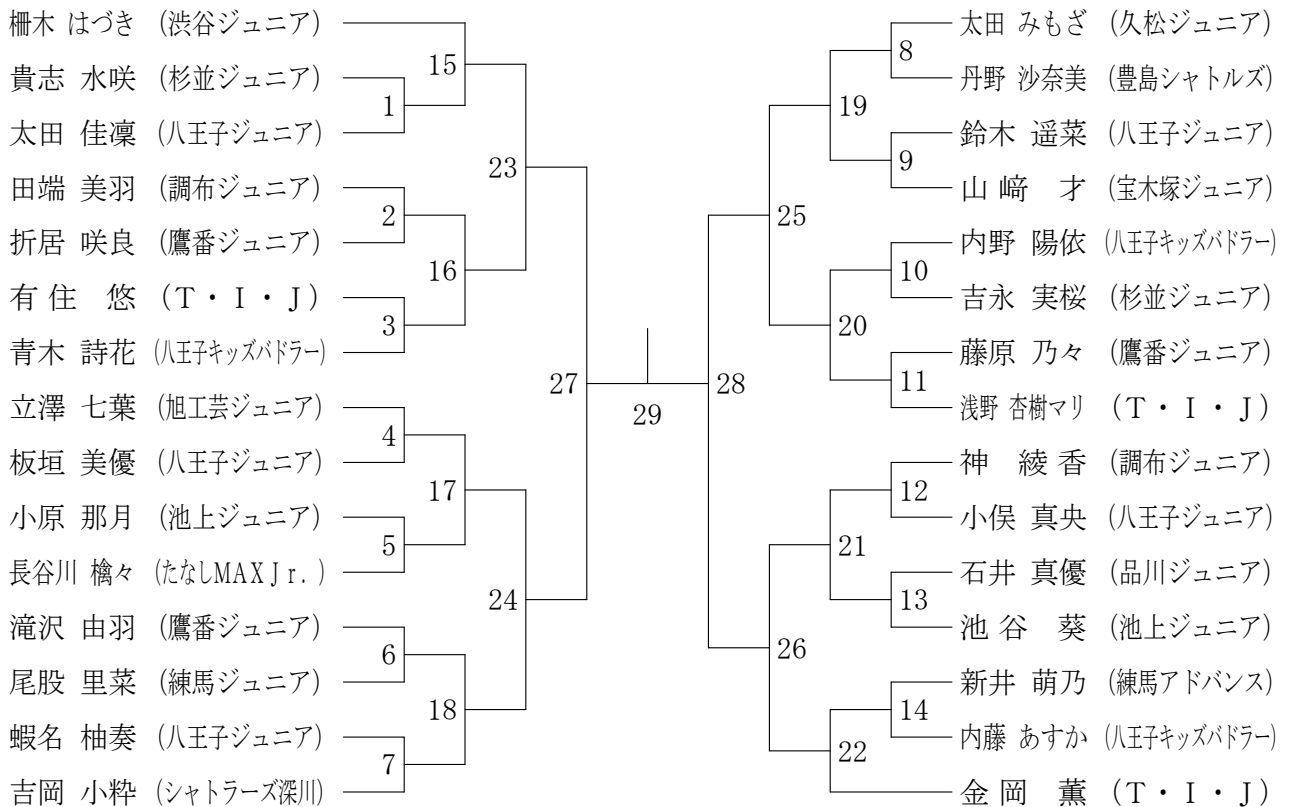 柵木 はづき (渋谷ジュニア)
貴志 水咲 (杉並ジュニア)
太田 佳凜 (八王子ジュニア)
田端 美羽 (調布ジュニア)
折居 咲良 (鷹番ジュニア)
有住 悠 (T・I・J)
青木 詩花 (八王子キッズバドラー)
立澤 七葉 (旭工芸ジュニア)
板垣 美優 (八王子ジュニア)
小原 那月 (池上ジュニア)
長谷川 檎々 (たなしMAXJr.)
滝沢 由羽 (鷹番ジュニア)
尾股 里菜 (練馬ジュニア)
蝦名 柚奏 (八王子ジュニア)
吉岡 小粋 (シャトラーズ深川)
1
2
3
4
5
6
7
15
16
17
18
23
24
27
29
28
25
26
19
20
21
22
8
9
10
11
12
13
14
太田 みもざ (久松ジュニア)
丹野 沙奈美 (豊島シャトルズ)
鈴木 遥菜 (八王子ジュニア)
山﨑 才 (宝木塚ジュニア)
内野 陽依 (八王子キッズバドラー)
吉永 実桜 (杉並ジュニア)
藤原 乃々 (鷹番ジュニア)
浅野 杏樹マリ (T・I・J)
神 綾香 (調布ジュニア)
小俣 真央 (八王子ジュニア)
石井 真優 (品川ジュニア)
池谷 葵 (池上ジュニア)
新井 萌乃 (練馬アドバンス)
内藤 あすか (八王子キッズバドラー)
金岡 薫 (T・I・J)